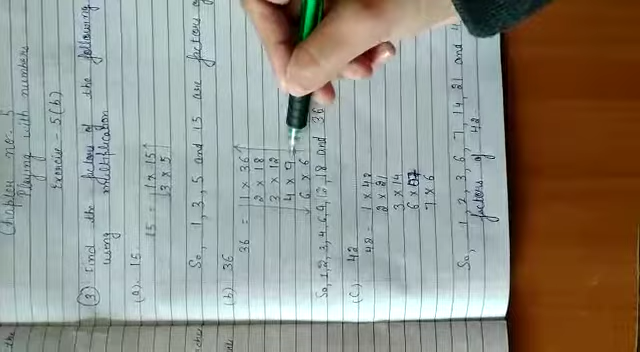 Chapter no:- 5
Playing with numbers
Exercise - 5(b)
(3) Find the factors of the following
using multiplication
(a) 15
15 = 1 x 15
3 x 5
So, 1, 3, 5 and 15 are factors
(b) 36
36 = 1 x 36
2 x 18
3 x 12
4 x 9
6 x 6
So, 1, 2, 3, 4, 6, 9, 12, 18 and 36
(c) 42
42 = 1 x 42
2 x 21
3 x 14
6 x 7
7 x 6
So, 1, 2, 3, 6, 7, 14, 21 and
factors of 42.